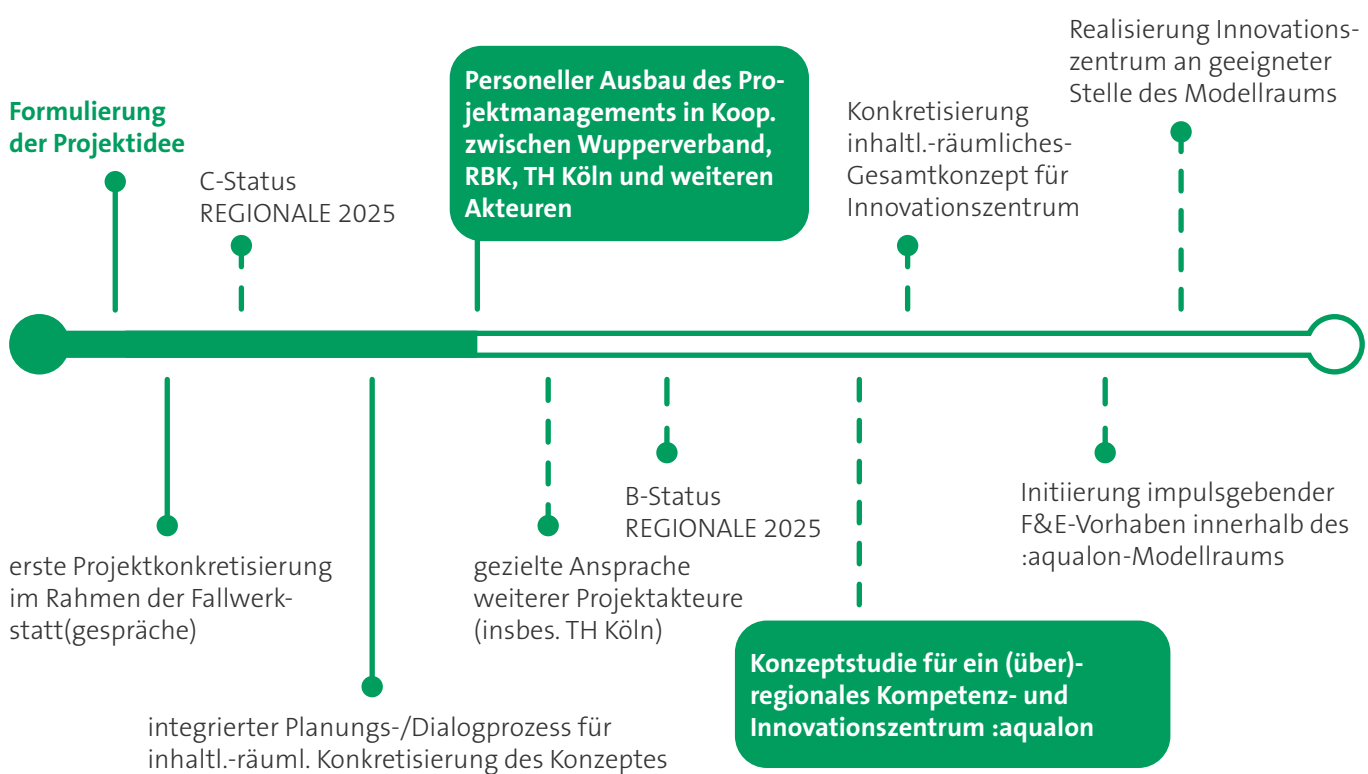 Formulierung
der Projektidee
C-Status
REGIONALE 2025
Personeller Ausbau des Pro-
jektmanagements in Koop.
zwischen Wupperverband,
RBK, TH Köln und weiteren
Akteuren
Konkretisierung
inhaltl.-räumliches-
Gesamtkonzept für
Innovationszentrum
Realisierung Innovations-
zentrum an geeigneter
Stelle des Modellraums
erste Projektkonkretisierung
im Rahmen der Fallwerk-
statt(gespräche)
integrierter Planungs-/Dialogprozess für
inhaltl.-räuml. Konkretisierung des Konzeptes
gezielte Ansprache
weiterer Projektakteure
(insbes. TH Köln)
B-Status
REGIONALE 2025
Konzeptstudie für ein (über)-
regionales Kompetenz- und
Innovationszentrum :aqualon
Initiierung impulsgebender
F&E-Vorhaben innerhalb des
:aqualon-Modellraums